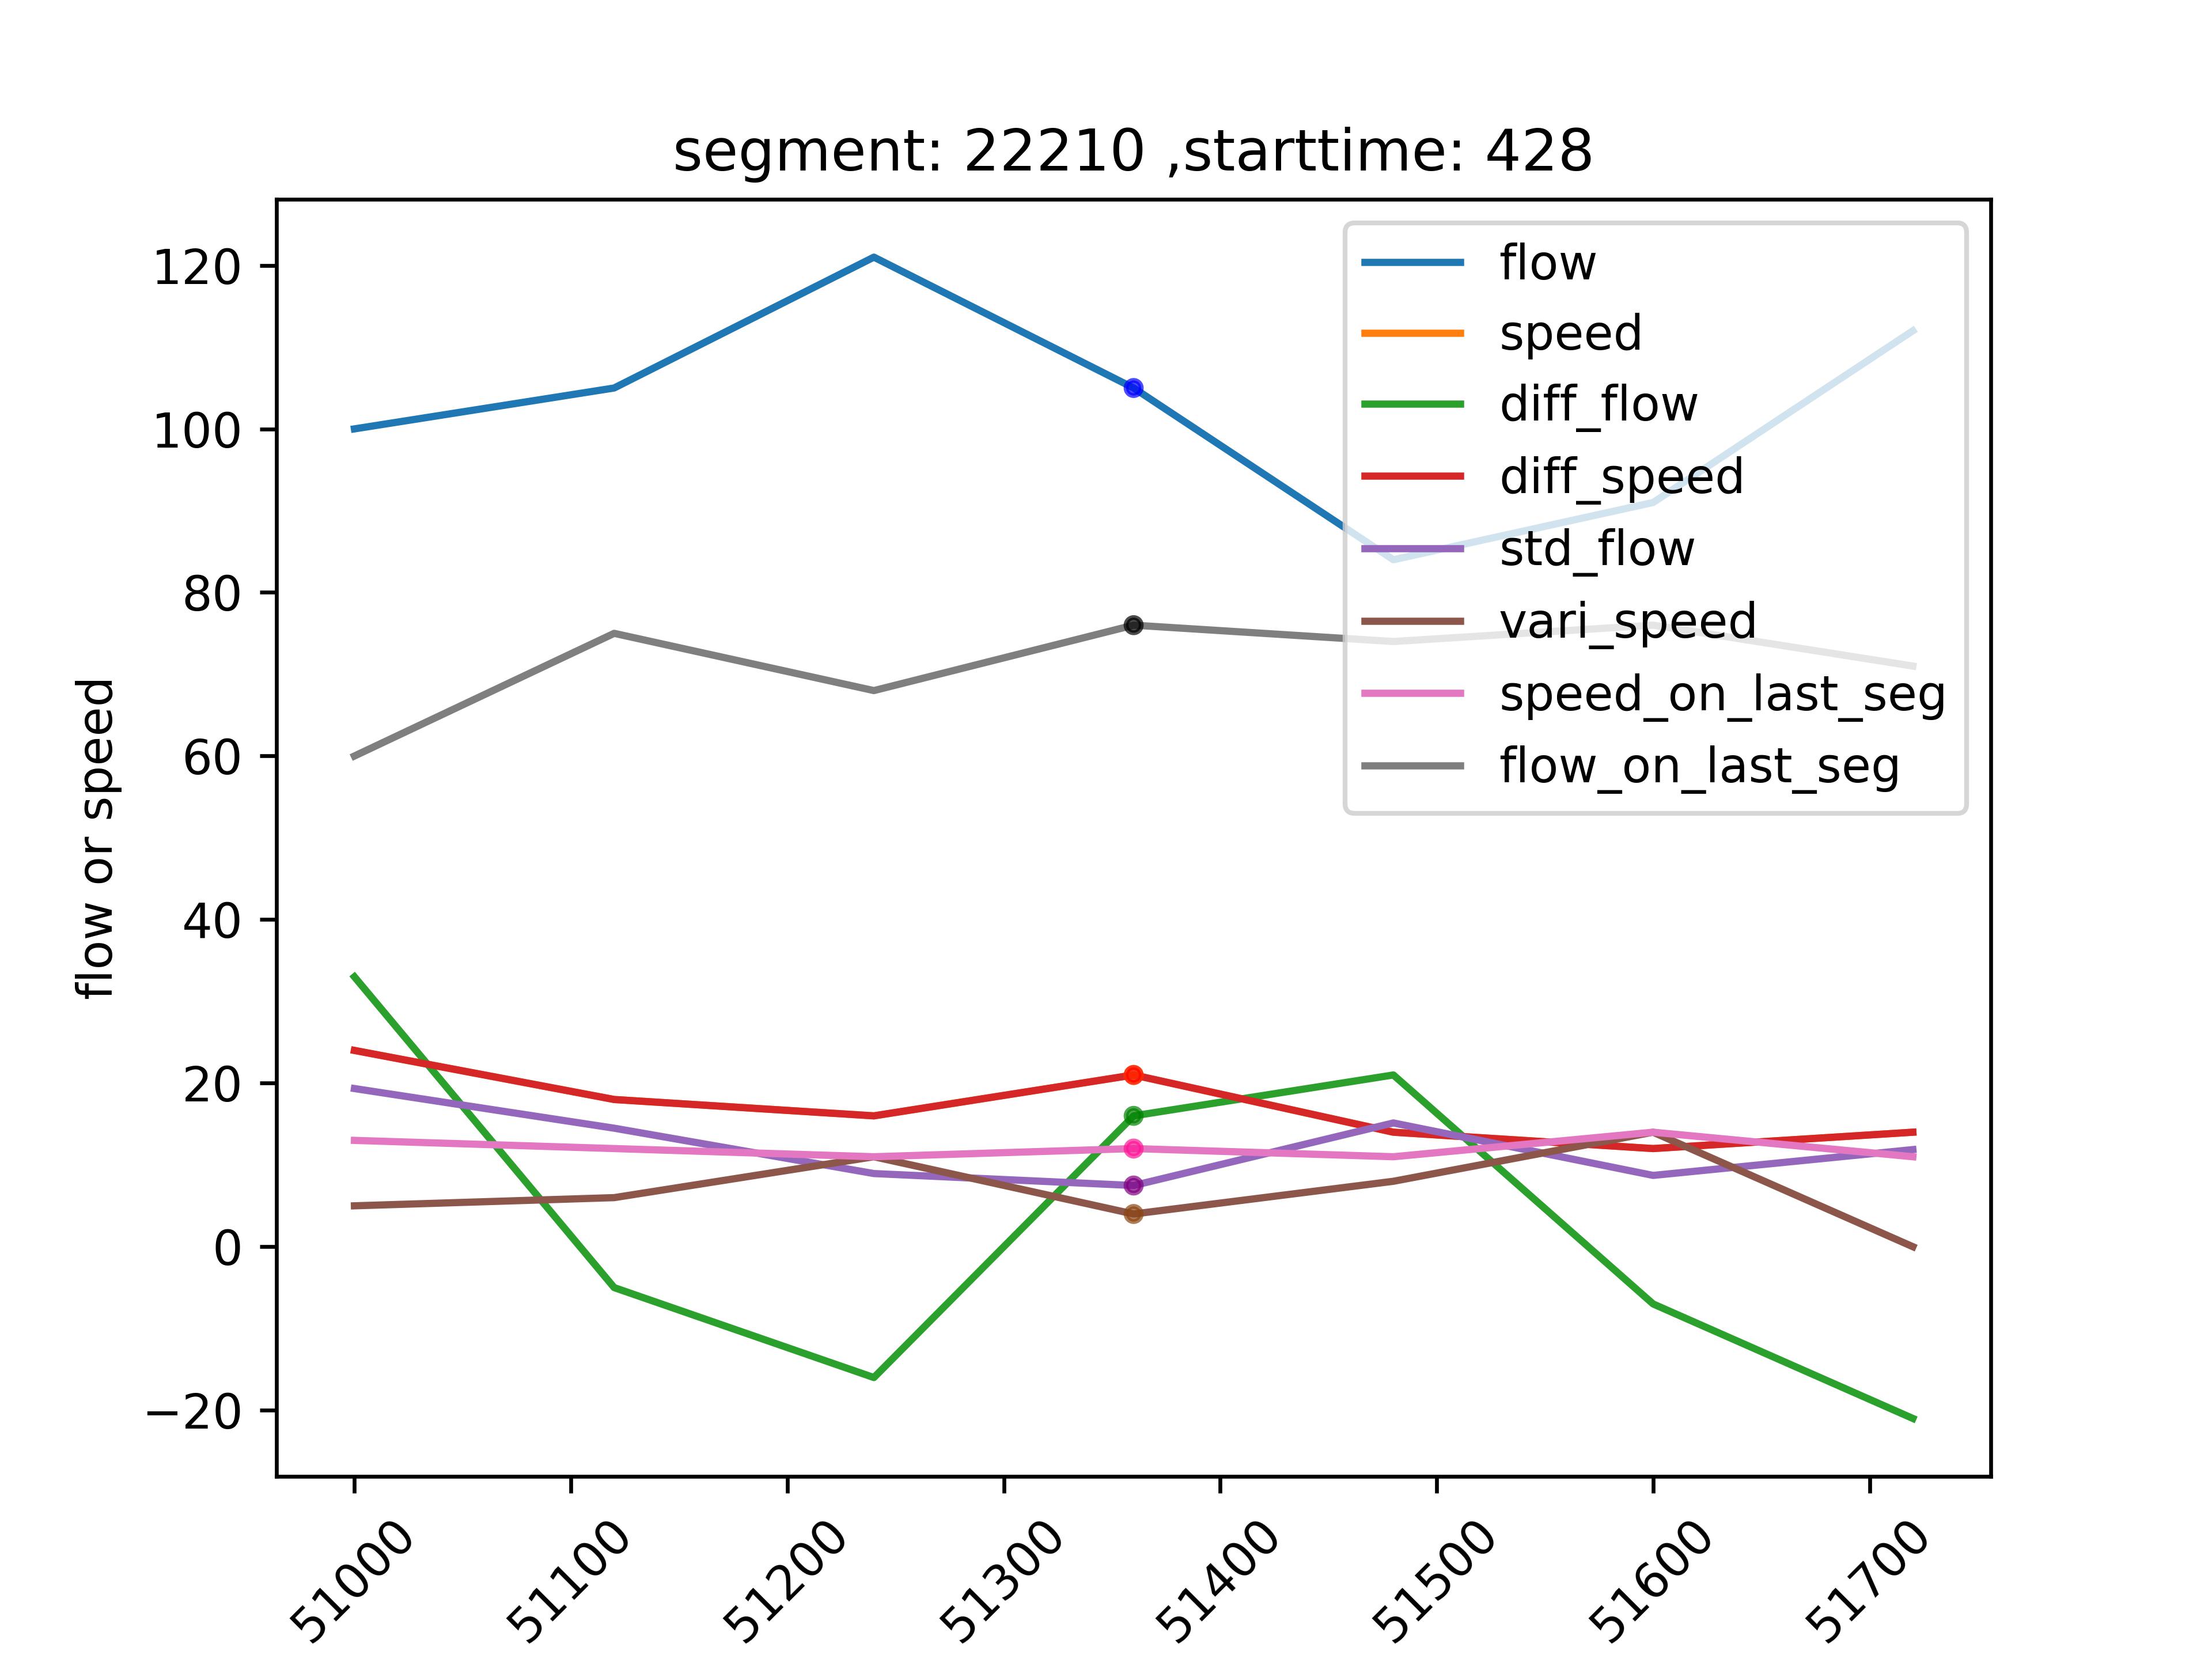 segment: 22210 ,starttime: 428
flow or speed
120
100
80
60
40
20
0
−20
flow
speed
diff_flow
diff_speed
std_flow
vari_speed
speed_on_last_seg
flow_on_last_seg
51000
51100
51200
51300
51400
51500
51600
51700